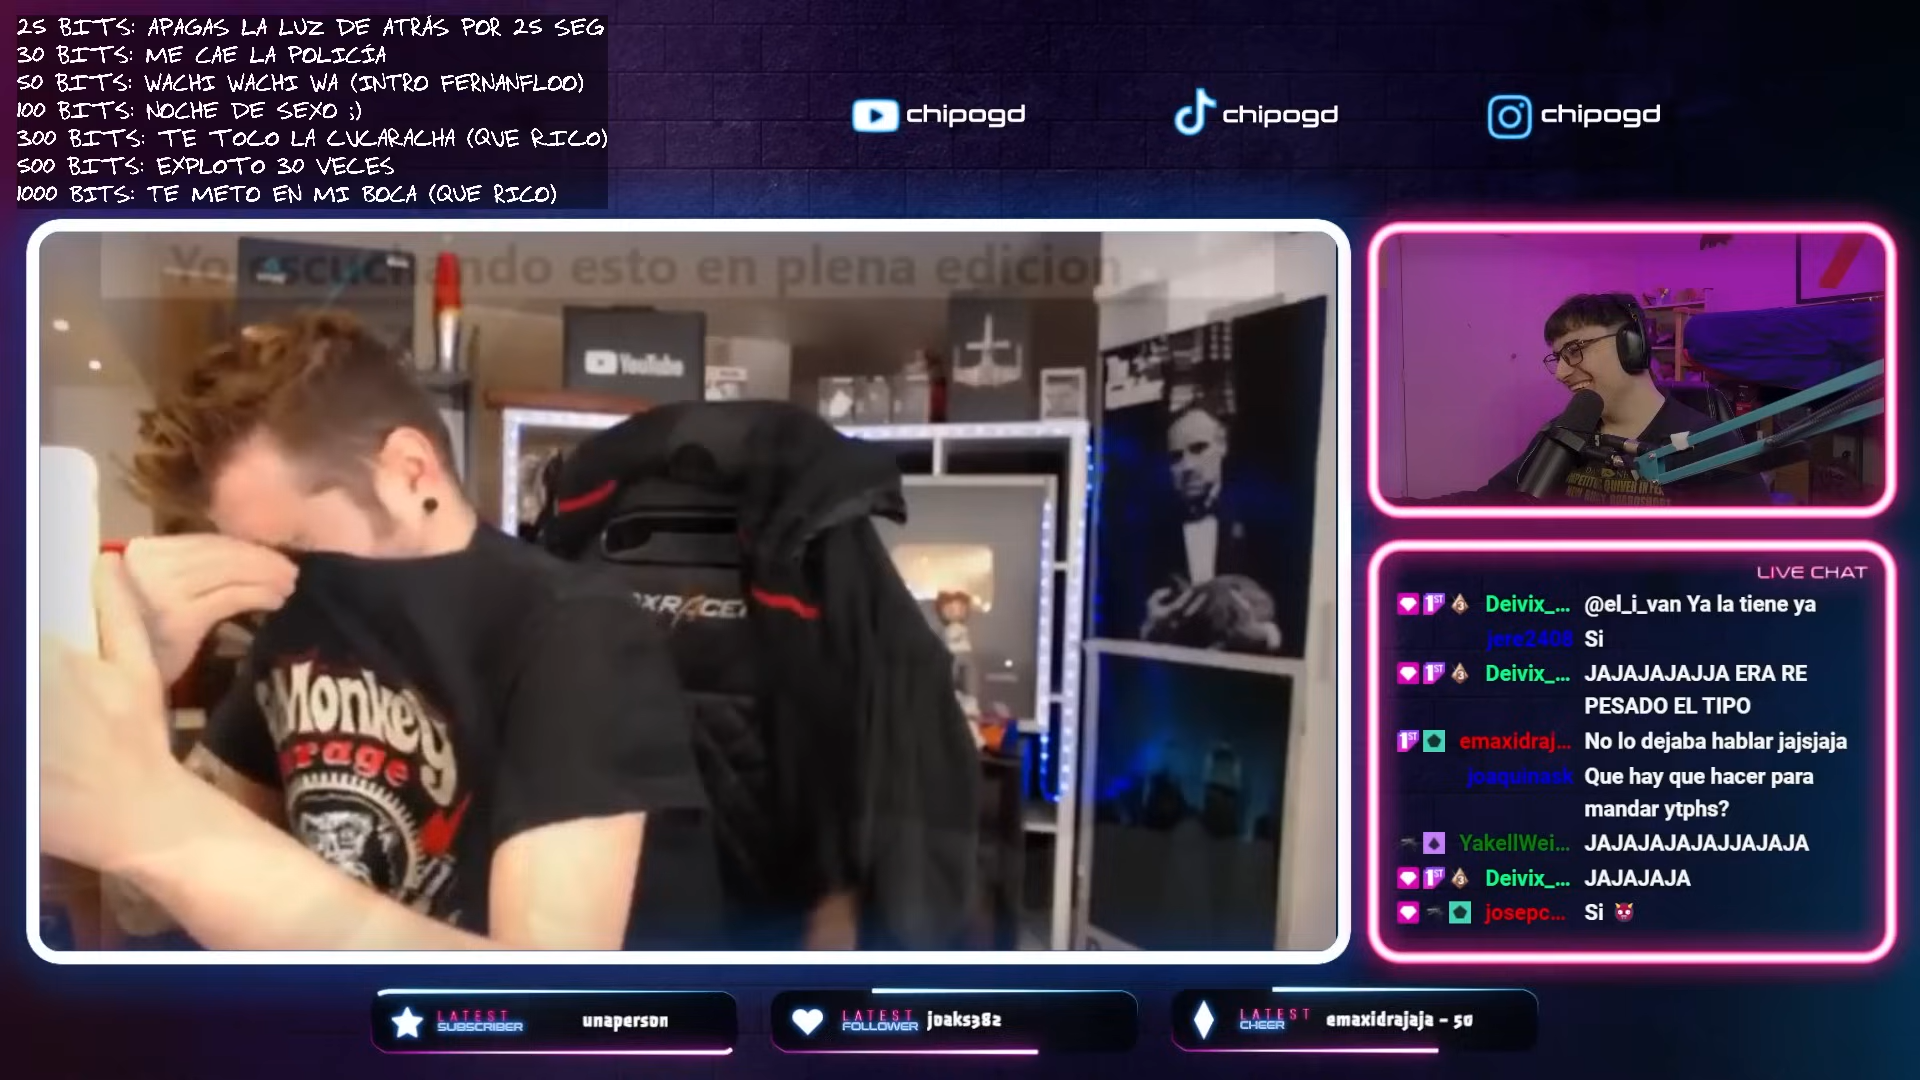 25 BITS: APAGAS LA LUZ DE ATRÁS POR 25 SEG
30 BITS: ME CAE LA POLICÍA
50 BITS: WACHI WACHI WA (INTRO FERNANFLOO)
100 BITS: NOCHE DE SEXO ;)
300 BITS: TE TOCO LA CUCARACHA (QUE RICO)
500 BITS: EXPLOTO 30 VECES
1000 BITS: TE METO EN MI BOCA (QUE RICO)
chipogd
chipogd
chipogd
Yo escuchando esto en plena edicion
YouTube
Monkey
LIVE CHAT
Deivix_... @el_i_van Ya la tiene ya
jere2408 Si
Deivix_... JAJAJAJAJJA ERA RE
PESADO EL TIPO
emaxidraj... No lo dejaba hablar jajsjaja
joaquinask Que hay que hacer para
mandar ytphs?
YakellWei... JAJAJAJAJAJJAJAJA
Deivix_... JAJAJAJA
josepc... Si
LATEST SUBSCRIBER unaperson
LATEST FOLLOWER joaks382
LATEST CHEER emaxidrajaja - 50